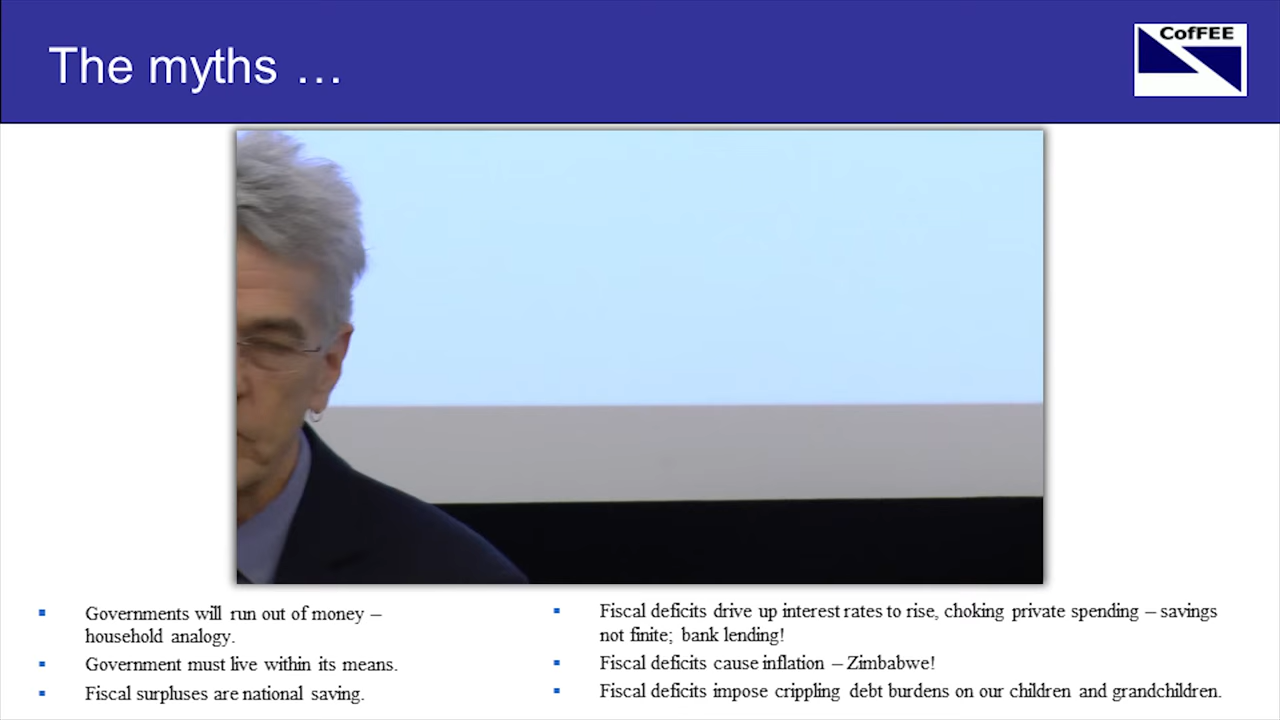 The myths …
CofFEE
Governments will run out of money –
household analogy.
Government must live within its means.
Fiscal surpluses are national saving.
Fiscal deficits drive up interest rates to rise, choking private spending – savings
not finite; bank lending!
Fiscal deficits cause inflation – Zimbabwe!
Fiscal deficits impose crippling debt burdens on our children and grandchildren.